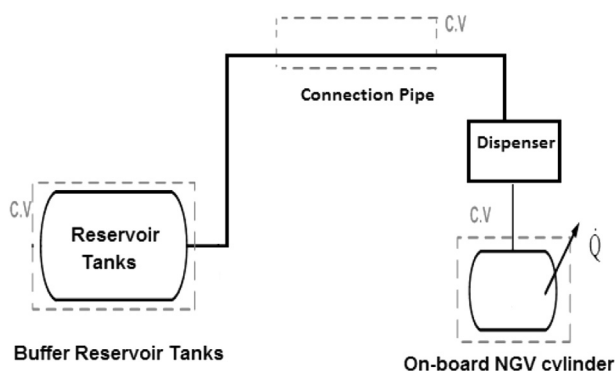 C.V
Connection Pipe
Dispenser
C.V
C.V
Reservoir
Tanks
Q̇
Buffer Reservoir Tanks
On-board NGV cylinder